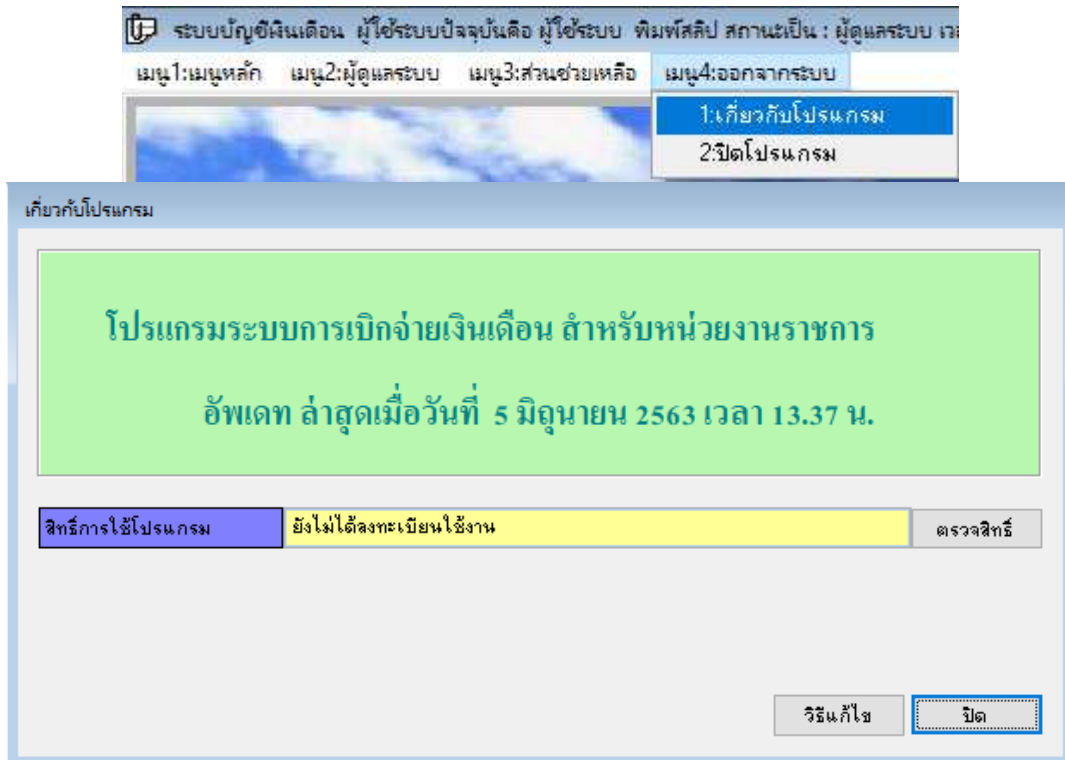 ระบบบัญชีเงินเดือน ผู้ใช้ระบบปัจจุบันคือ ผู้ใช้ระบบ พิมพ์สลิป สถานะเป็น : ผู้ดูแลระบบ
เมนู1:เมนูหลัก เมนู2:ผู้ดูแลระบบ เมนู3:ส่วนช่วยเหลือ เมนู4:ออกจากระบบ
1:เกี่ยวกับโปรแกรม
2:ปิดโปรแกรม
เกี่ยวกับโปรแกรม
โปรแกรมระบบการเบิกจ่ายเงินเดือน สำหรับหน่วยงานราชการ
อัพเดท ล่าสุดเมื่อวันที่ 5 มิถุนายน 2563 เวลา 13.37 น.
สิทธิ์การใช้โปรแกรม ยังไม่ได้ลงทะเบียนใช้งาน ตรวจสิทธิ์
วิธีแก้ไข ปิด